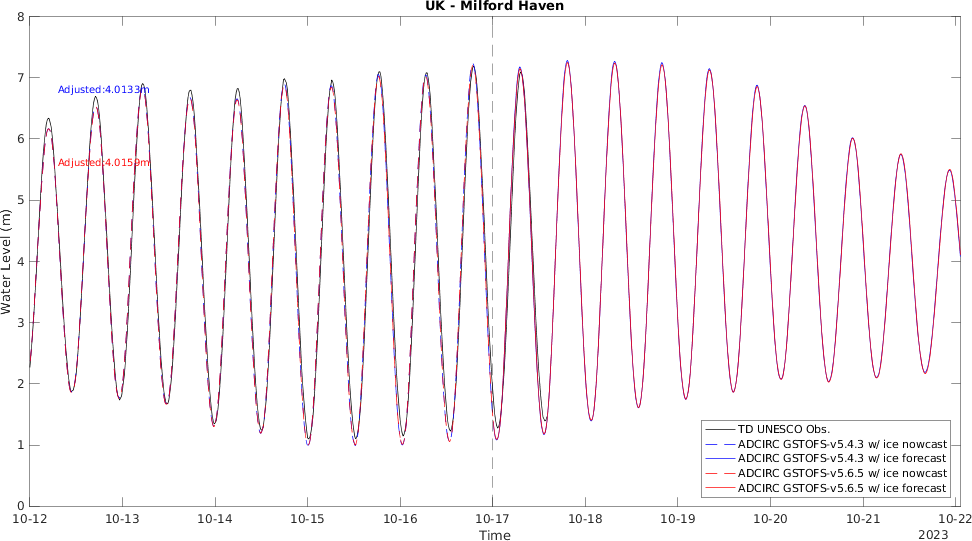 UK - Milford Haven
8
7
6
5
4
3
2
1
0
Water Level (m)
Adjusted:4.0133m
Adjusted:4.0159m
TD UNESCO Obs.
ADCIRC GSTOFS-v5.4.3 w/ ice nowcast
ADCIRC GSTOFS-v5.4.3 w/ ice forecast
ADCIRC GSTOFS-v5.6.5 w/ ice nowcast
ADCIRC GSTOFS-v5.6.5 w/ ice forecast
10-12 10-13 10-14 10-15 10-16 10-17 10-18 10-19 10-20 10-21 10-22
Time
2023